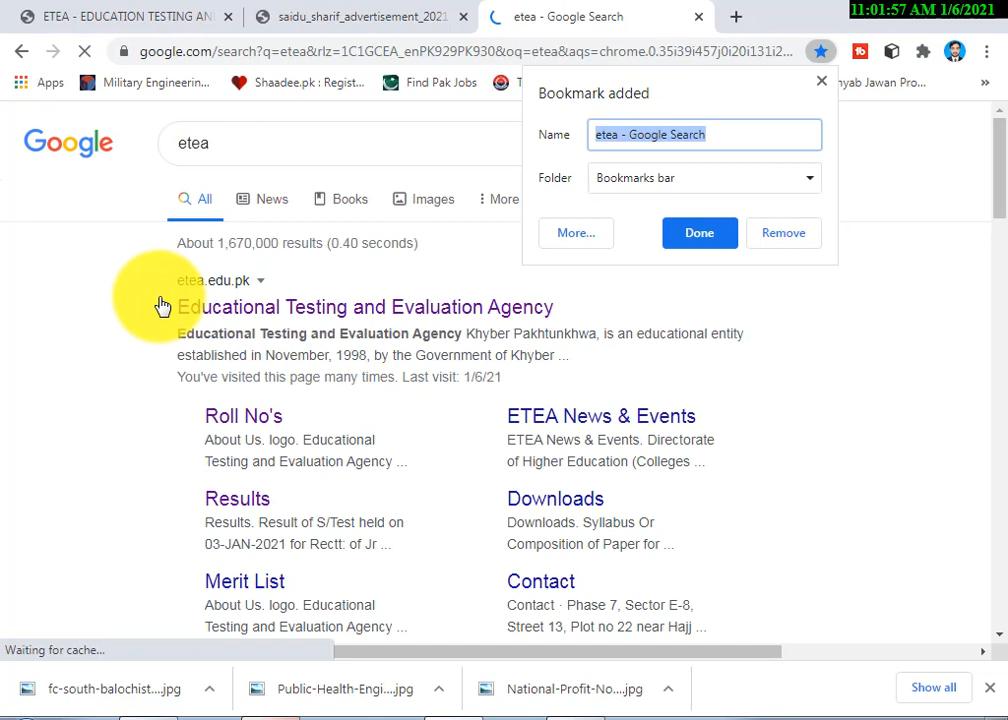 11:01:57 AM 1/6/2021
ETEA - EDUCATION TESTING AN
saidu_sharif_advertisement_2021
etea - Google Search
google.com/search?q=etea&rlz=1C1GCEA_enPK929PK930&oq=etea&aqs=chrome.0.35i39i457j0i20i131i2...
Apps
Military Engineerin...
Shaadee.pk : Regist...
Find Pak Jobs
nyab Jawan Pro...
»
Bookmark added
Name
etea - Google Search
Folder
Bookmarks bar
More...
Done
Remove
Google
etea
All
News
Books
Images
More
About 1,670,000 results (0.40 seconds)
etea.edu.pk
Educational Testing and Evaluation Agency
Educational Testing and Evaluation Agency Khyber Pakhtunkhwa, is an educational entity
established in November, 1998, by the Government of Khyber ...
You've visited this page many times. Last visit: 1/6/21
Roll No's
About Us. logo. Educational
Testing and Evaluation Agency ...
ETEA News & Events
ETEA News & Events. Directorate
of Higher Education (Colleges ...
Results
Results. Result of S/Test held on
03-JAN-2021 for Rectt: of Jr ...
Downloads
Downloads. Syllabus Or
Composition of Paper for ...
Merit List
About Us. logo. Educational
Testing and Evaluation Agency ...
Contact
Contact · Phase 7, Sector E-8,
Street 13, Plot no 22 near Hajj ...
Waiting for cache...
fc-south-balochist....jpg
Public-Health-Engi....jpg
National-Profit-No....jpg
Show all